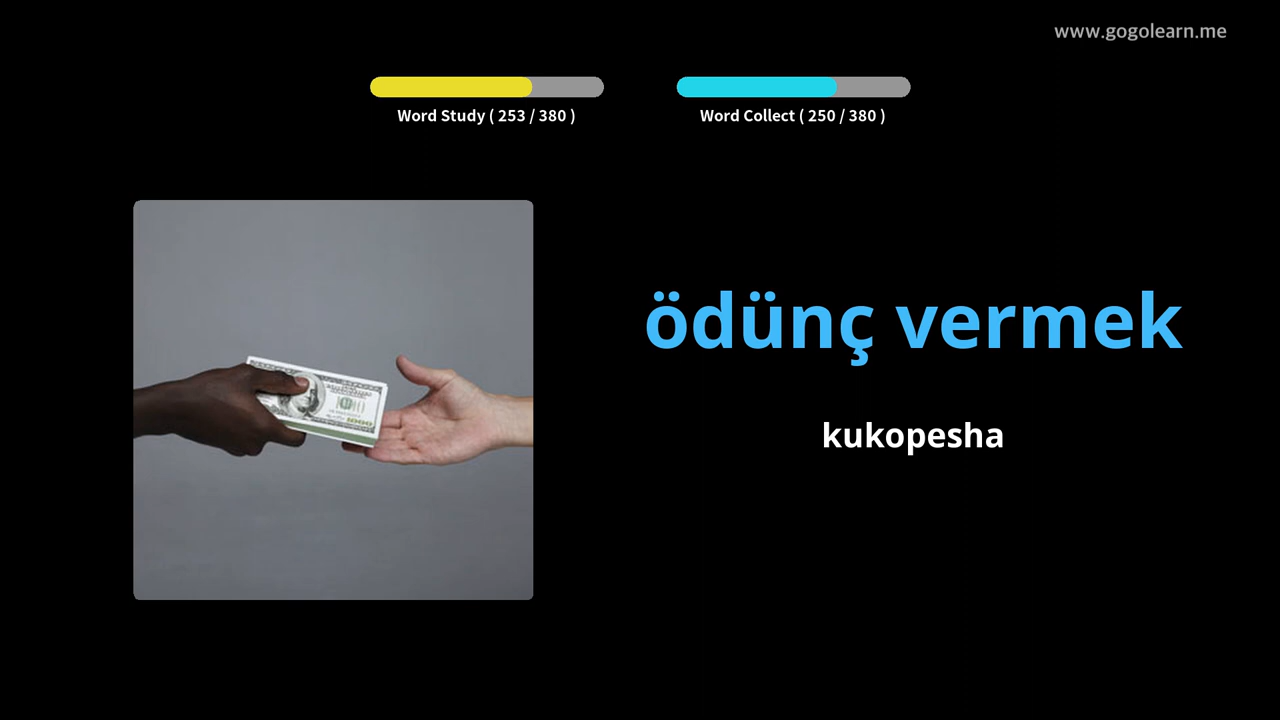 www.gogolearn.me
Word Study ( 253 / 380 )
Word Collect ( 250 / 380 )
ödünç vermek
kukopesha